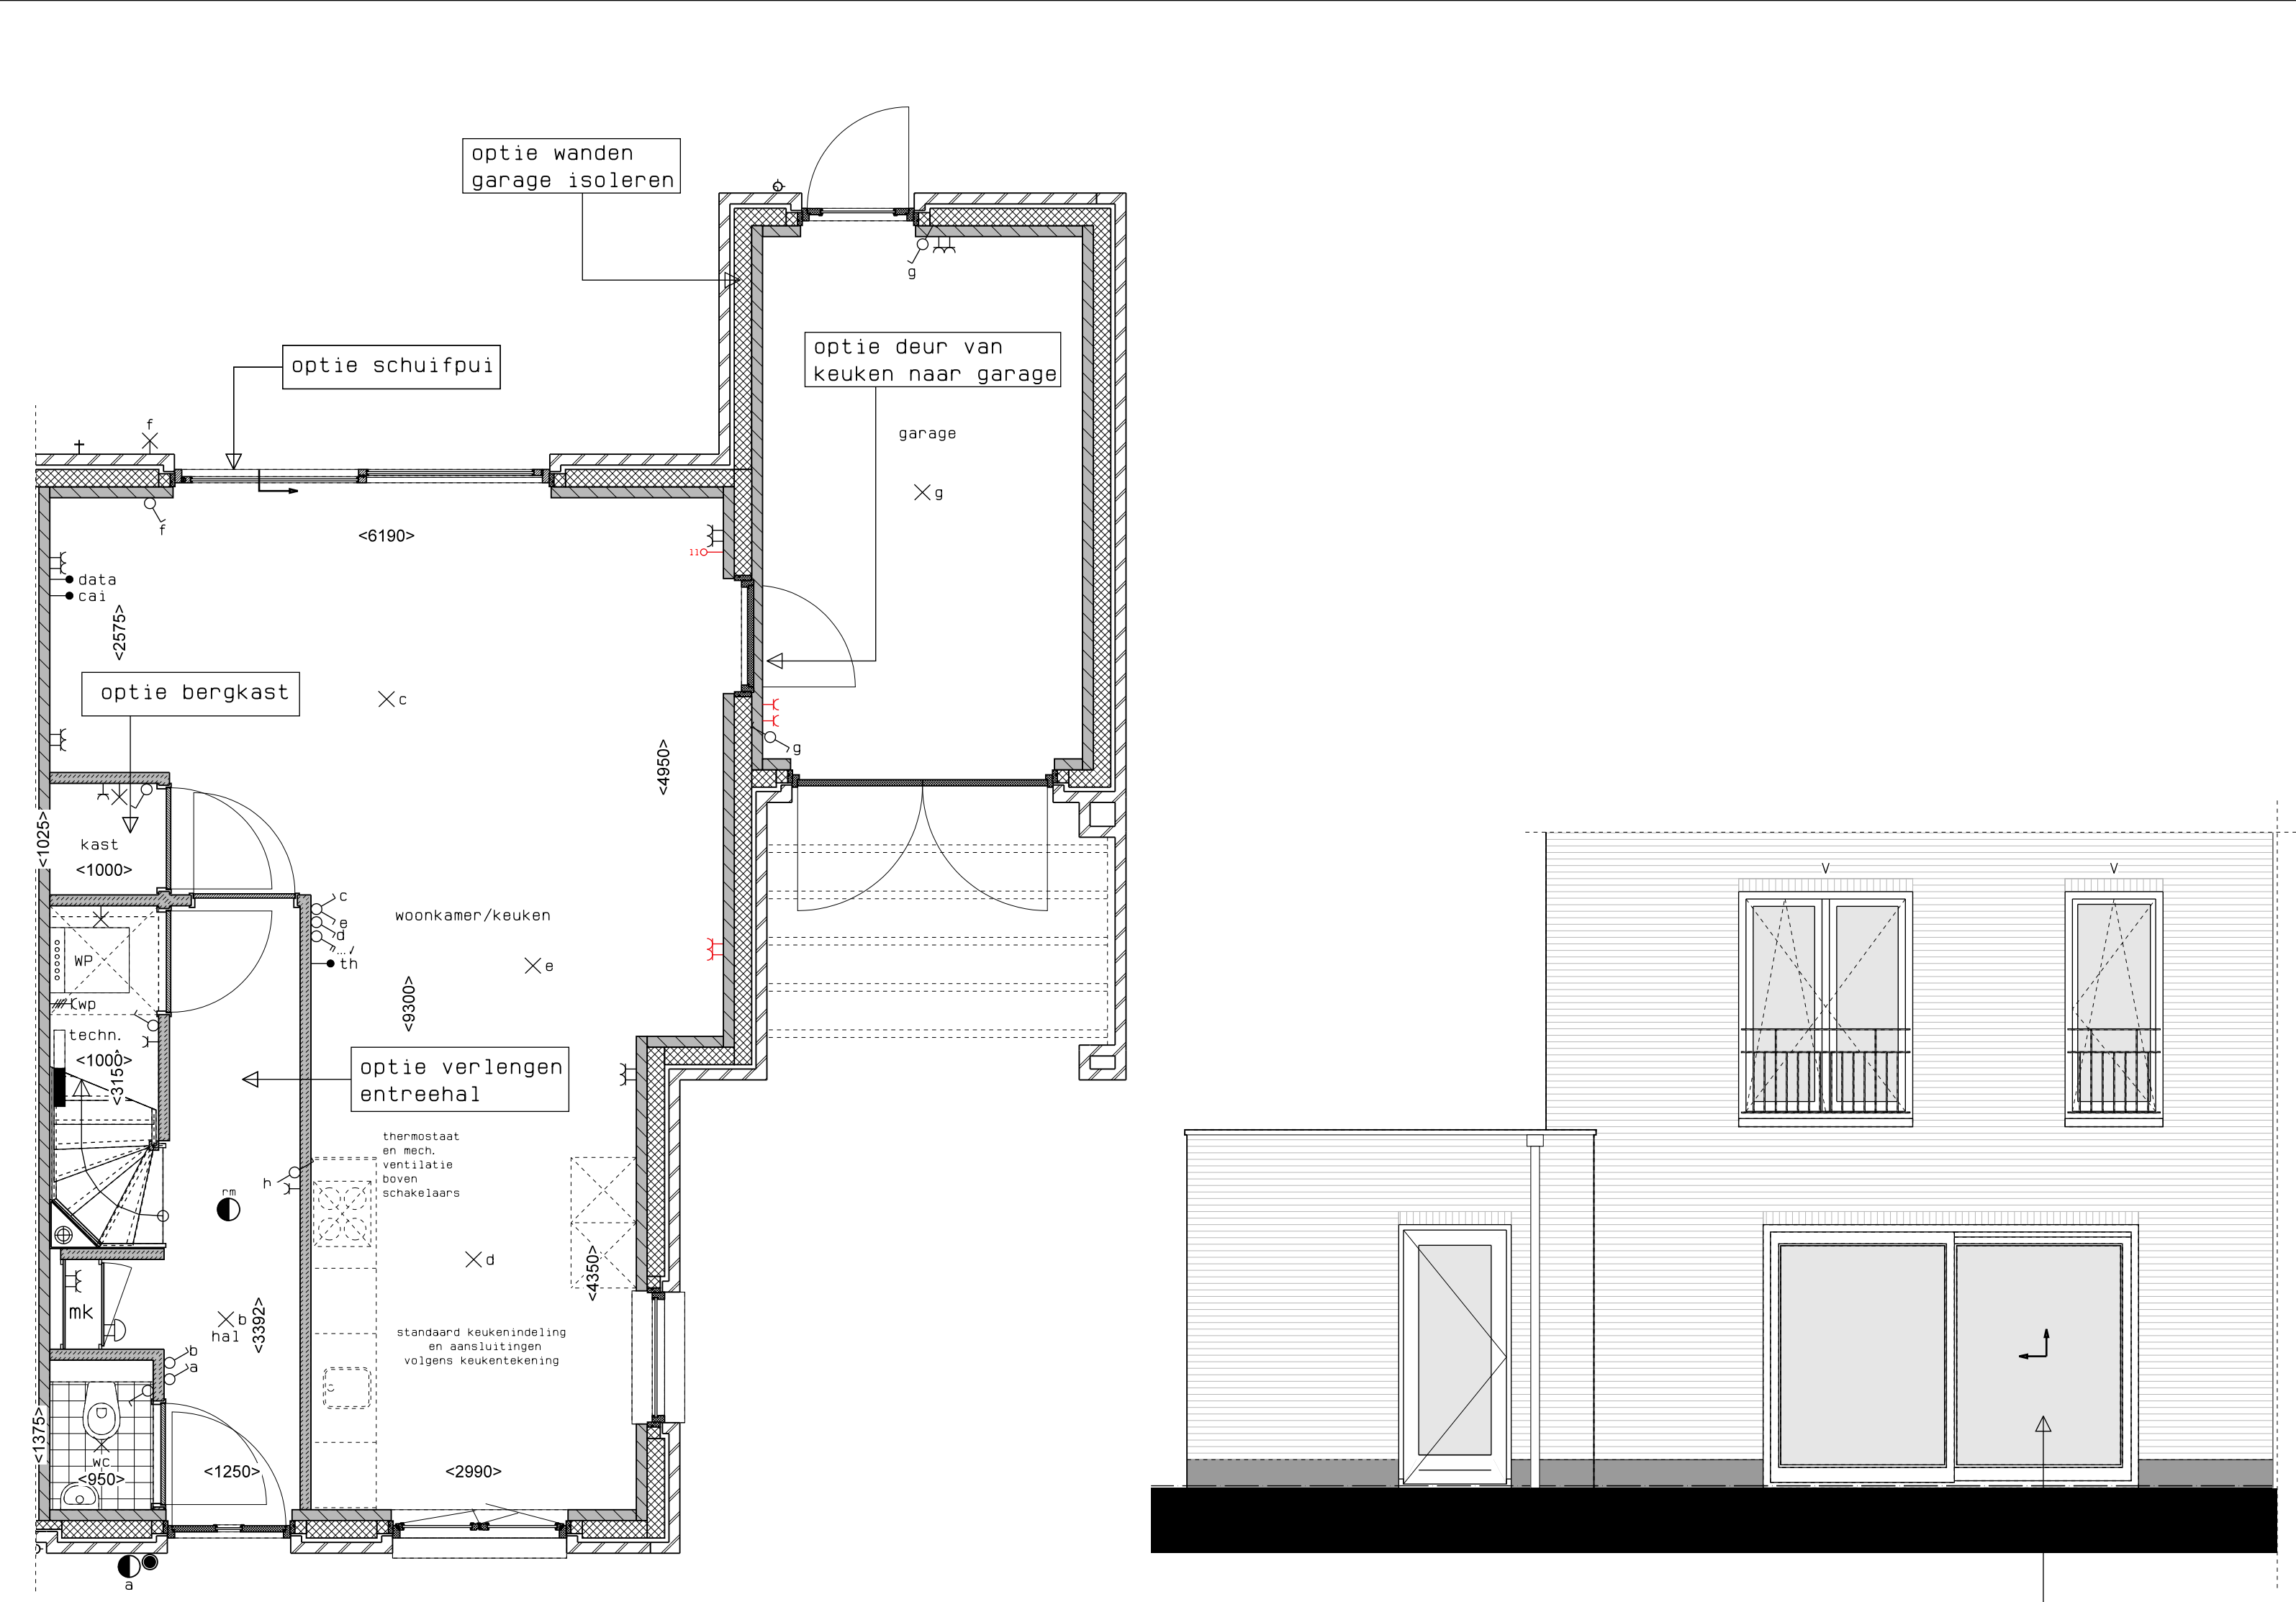 optie wanden
garage isoleren
g
optie schuifpui
optie deur van
keuken naar garage
f
garage
g
f
<6190>
11
data
cai
<2575>
optie bergkast
c
g
<4950>
<1025>
kast
<1000>
c
e
d
th
woonkamer/keuken
e
WP
wp
<9300>
techn.
<1000>
<3155>
optie verlengen
entreehal
thermostaat
en mech.
ventilatie
boven
schakelaars
h
rm
d
<4350>
mk
b
hal
<3392>
standaard keukenindeling
en aansluitingen
volgens keukentekening
b
a
<1375>
wc
<950>
<1250>
<2990>
a
V
V